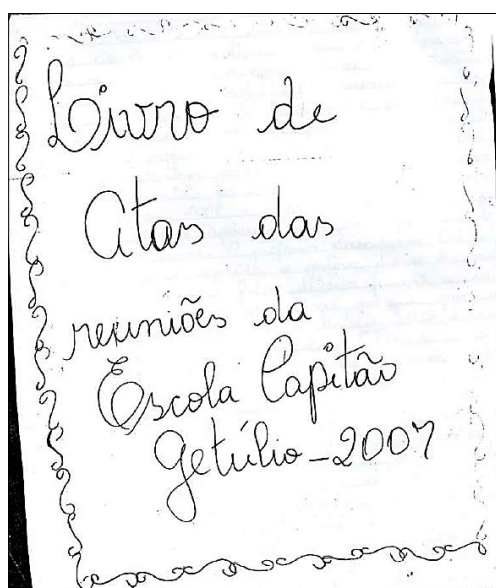 Livro de
Atas das
reuniões da
Escola Capitão
Getúlio-2007